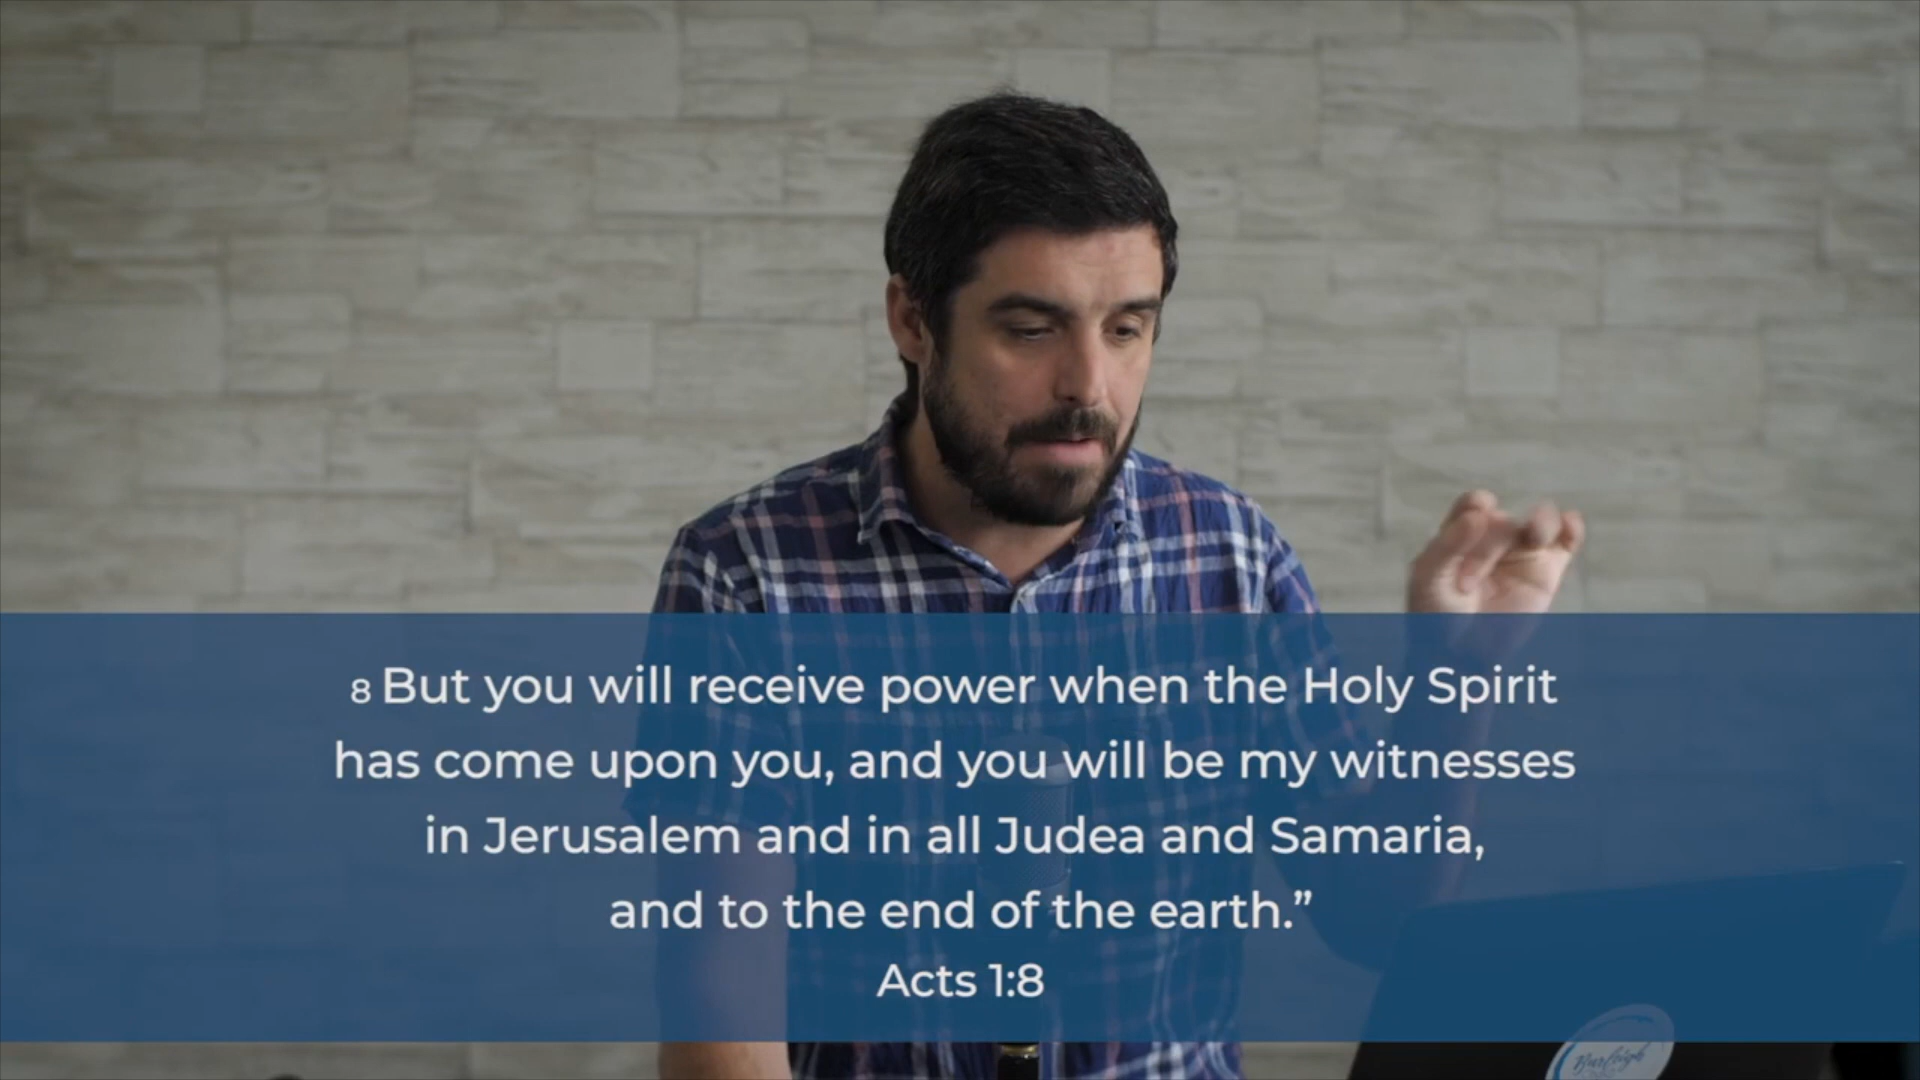 8 But you will receive power when the Holy Spirit
has come upon you, and you will be my witnesses
in Jerusalem and in all Judea and Samaria,
and to the end of the earth.”
Acts 1:8
Burleigh